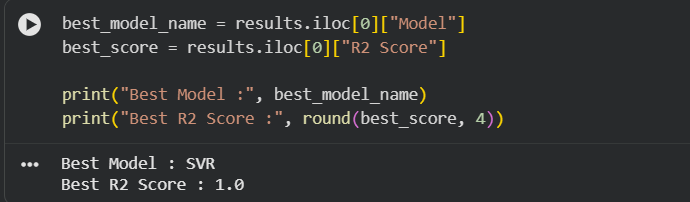 best_model_name = results.iloc[0]["Model"]
best_score = results.iloc[0]["R2 Score"]
print("Best Model :", best_model_name)
print("Best R2 Score :", round(best_score, 4))
Best Model : SVR
Best R2 Score : 1.0